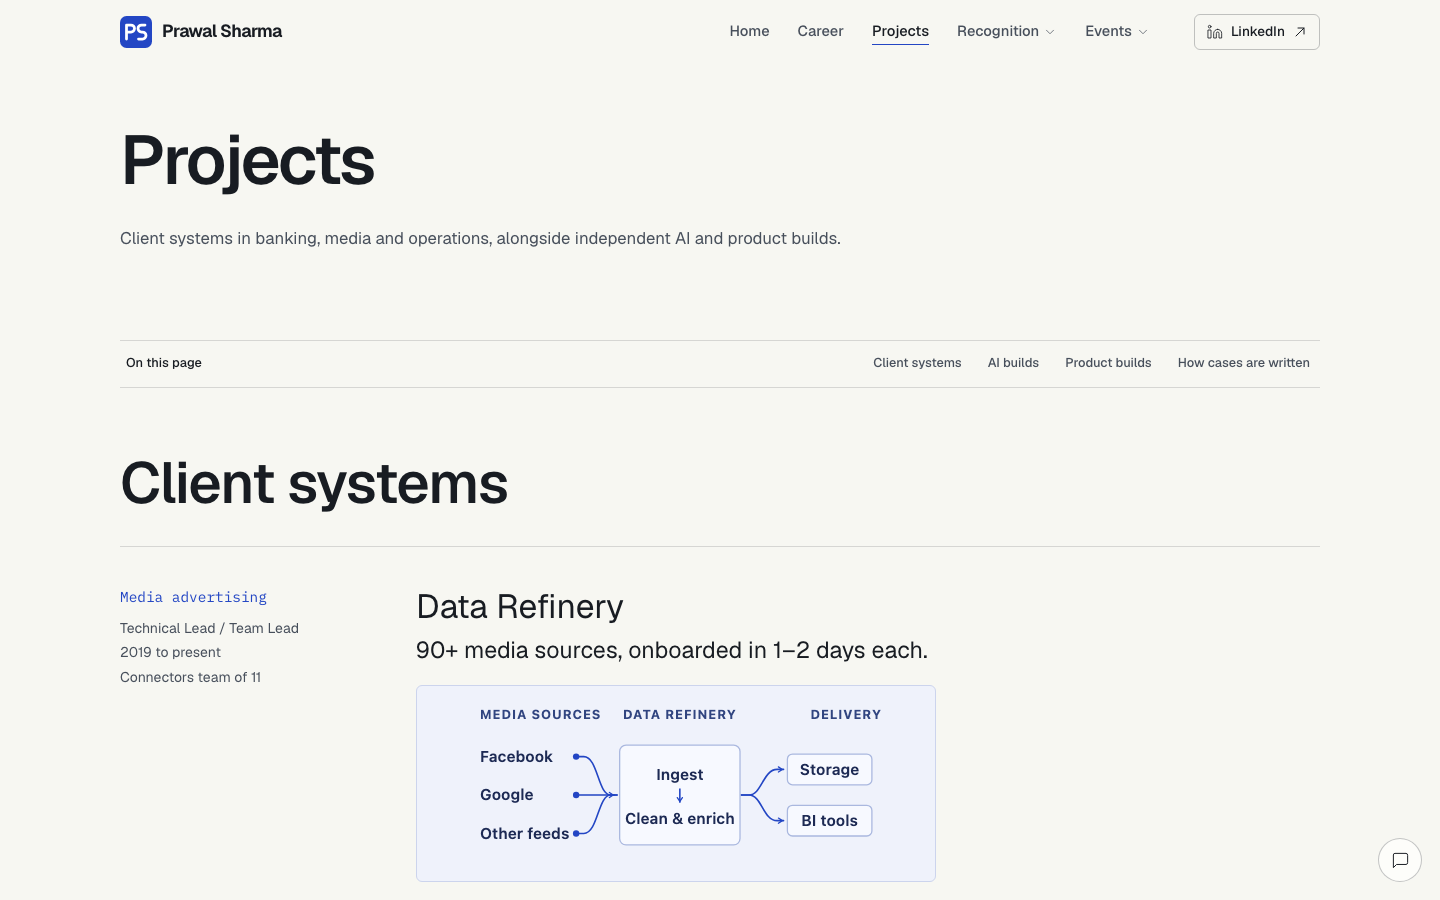 PS Prawal Sharma Home Career Projects Recognition Events LinkedIn
Projects
Client systems in banking, media and operations, alongside independent AI and product builds.
On this page Client systems AI builds Product builds How cases are written
Client systems
Media advertising
Technical Lead / Team Lead
2019 to present
Connectors team of 11
Data Refinery
90+ media sources, onboarded in 1–2 days each.
MEDIA SOURCES DATA REFINERY DELIVERY
Facebook
Google
Other feeds
Ingest
Clean & enrich
Storage
BI tools